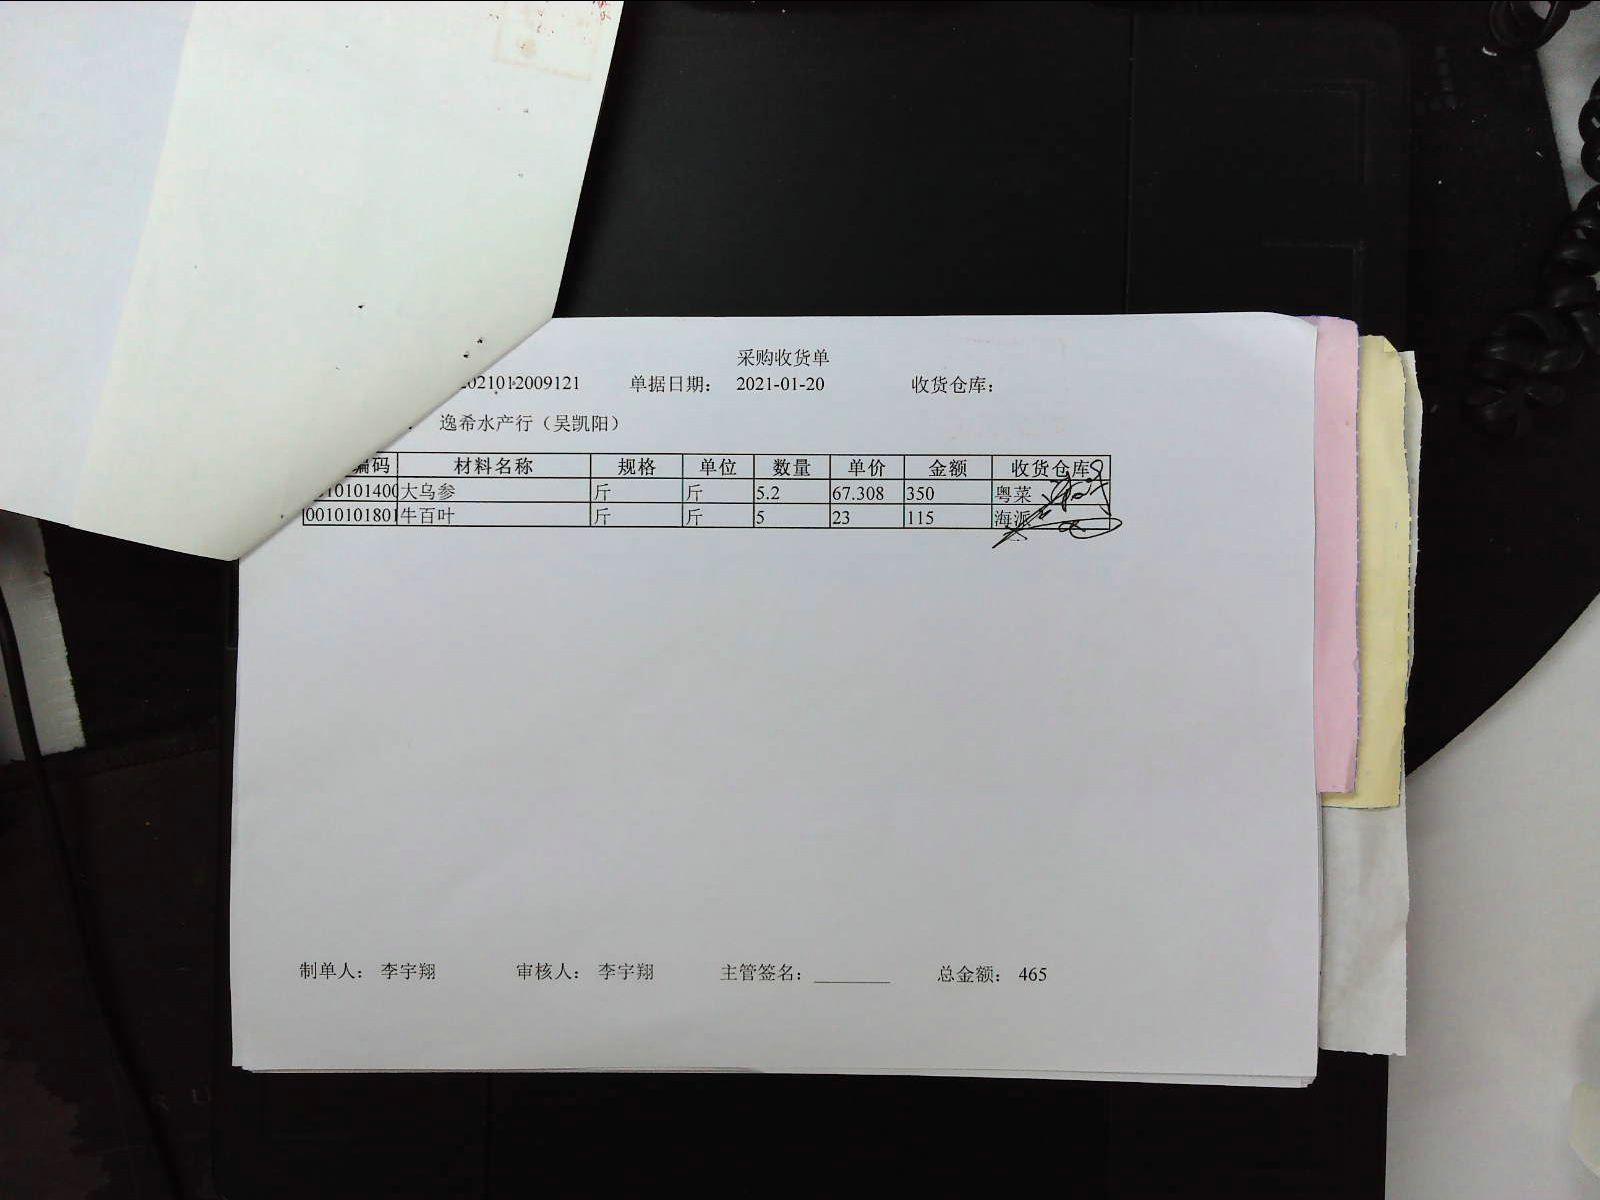 采购收货单
2021012009121 单据日期： 2021-01-20 收货仓库：
逸希水产行（吴凯阳）
编码 材料名称 规格 单位 数量 单价 金额 收货仓库
10101400 大乌参 斤 斤 5.2 67.308 350 粤菜
0010101801 牛百叶 斤 斤 5 23 115 海派
制单人： 李宇翔 审核人： 李宇翔 主管签名： ________ 总金额： 465